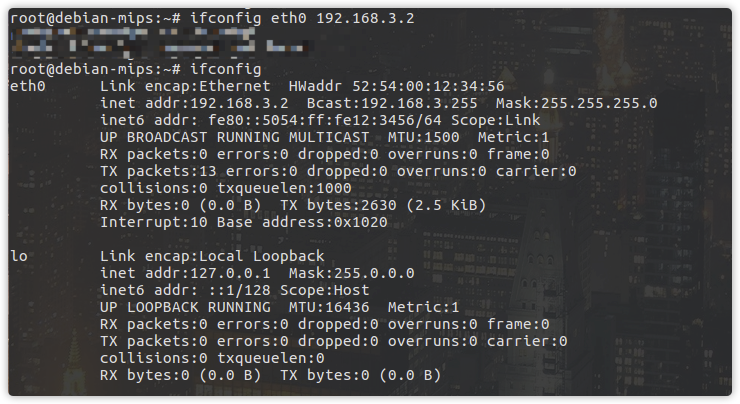 root@debian-mips:~# ifconfig eth0 192.168.3.2
root@debian-mips:~# ifconfig
eth0      Link encap:Ethernet  HWaddr 52:54:00:12:34:56
          inet addr:192.168.3.2  Bcast:192.168.3.255  Mask:255.255.255.0
          inet6 addr: fe80::5054:ff:fe12:3456/64 Scope:Link
          UP BROADCAST RUNNING MULTICAST  MTU:1500  Metric:1
          RX packets:0 errors:0 dropped:0 overruns:0 frame:0
          TX packets:13 errors:0 dropped:0 overruns:0 carrier:0
          collisions:0 txqueuelen:1000
          RX bytes:0 (0.0 B)  TX bytes:2630 (2.5 KiB)
          Interrupt:10 Base address:0x1020
lo        Link encap:Local Loopback
          inet addr:127.0.0.1  Mask:255.0.0.0
          inet6 addr: ::1/128 Scope:Host
          UP LOOPBACK RUNNING  MTU:16436  Metric:1
          RX packets:0 errors:0 dropped:0 overruns:0 frame:0
          TX packets:0 errors:0 dropped:0 overruns:0 carrier:0
          collisions:0 txqueuelen:0
          RX bytes:0 (0.0 B)  TX bytes:0 (0.0 B)